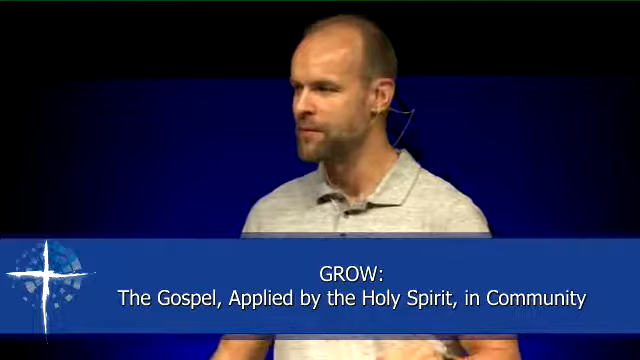 GROW:
The Gospel, Applied by the Holy Spirit, in Community